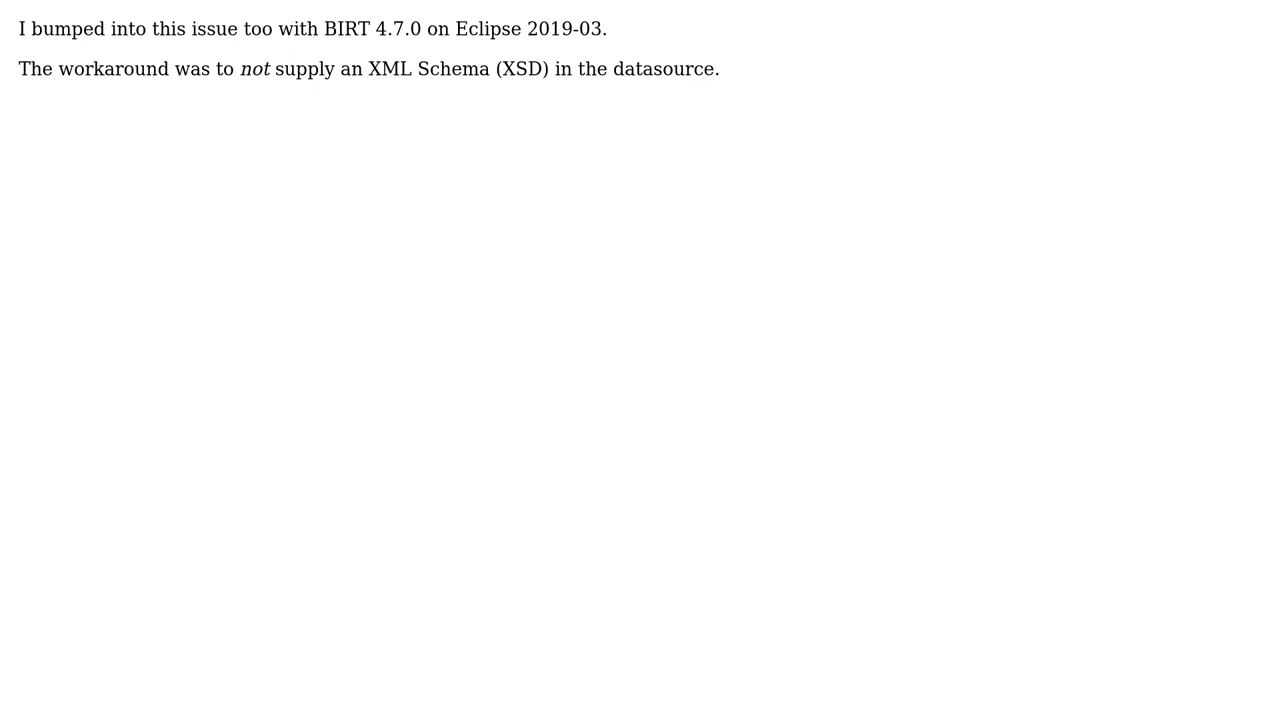 I bumped into this issue too with BIRT 4.7.0 on Eclipse 2019-03.
The workaround was to not supply an XML Schema (XSD) in the datasource.